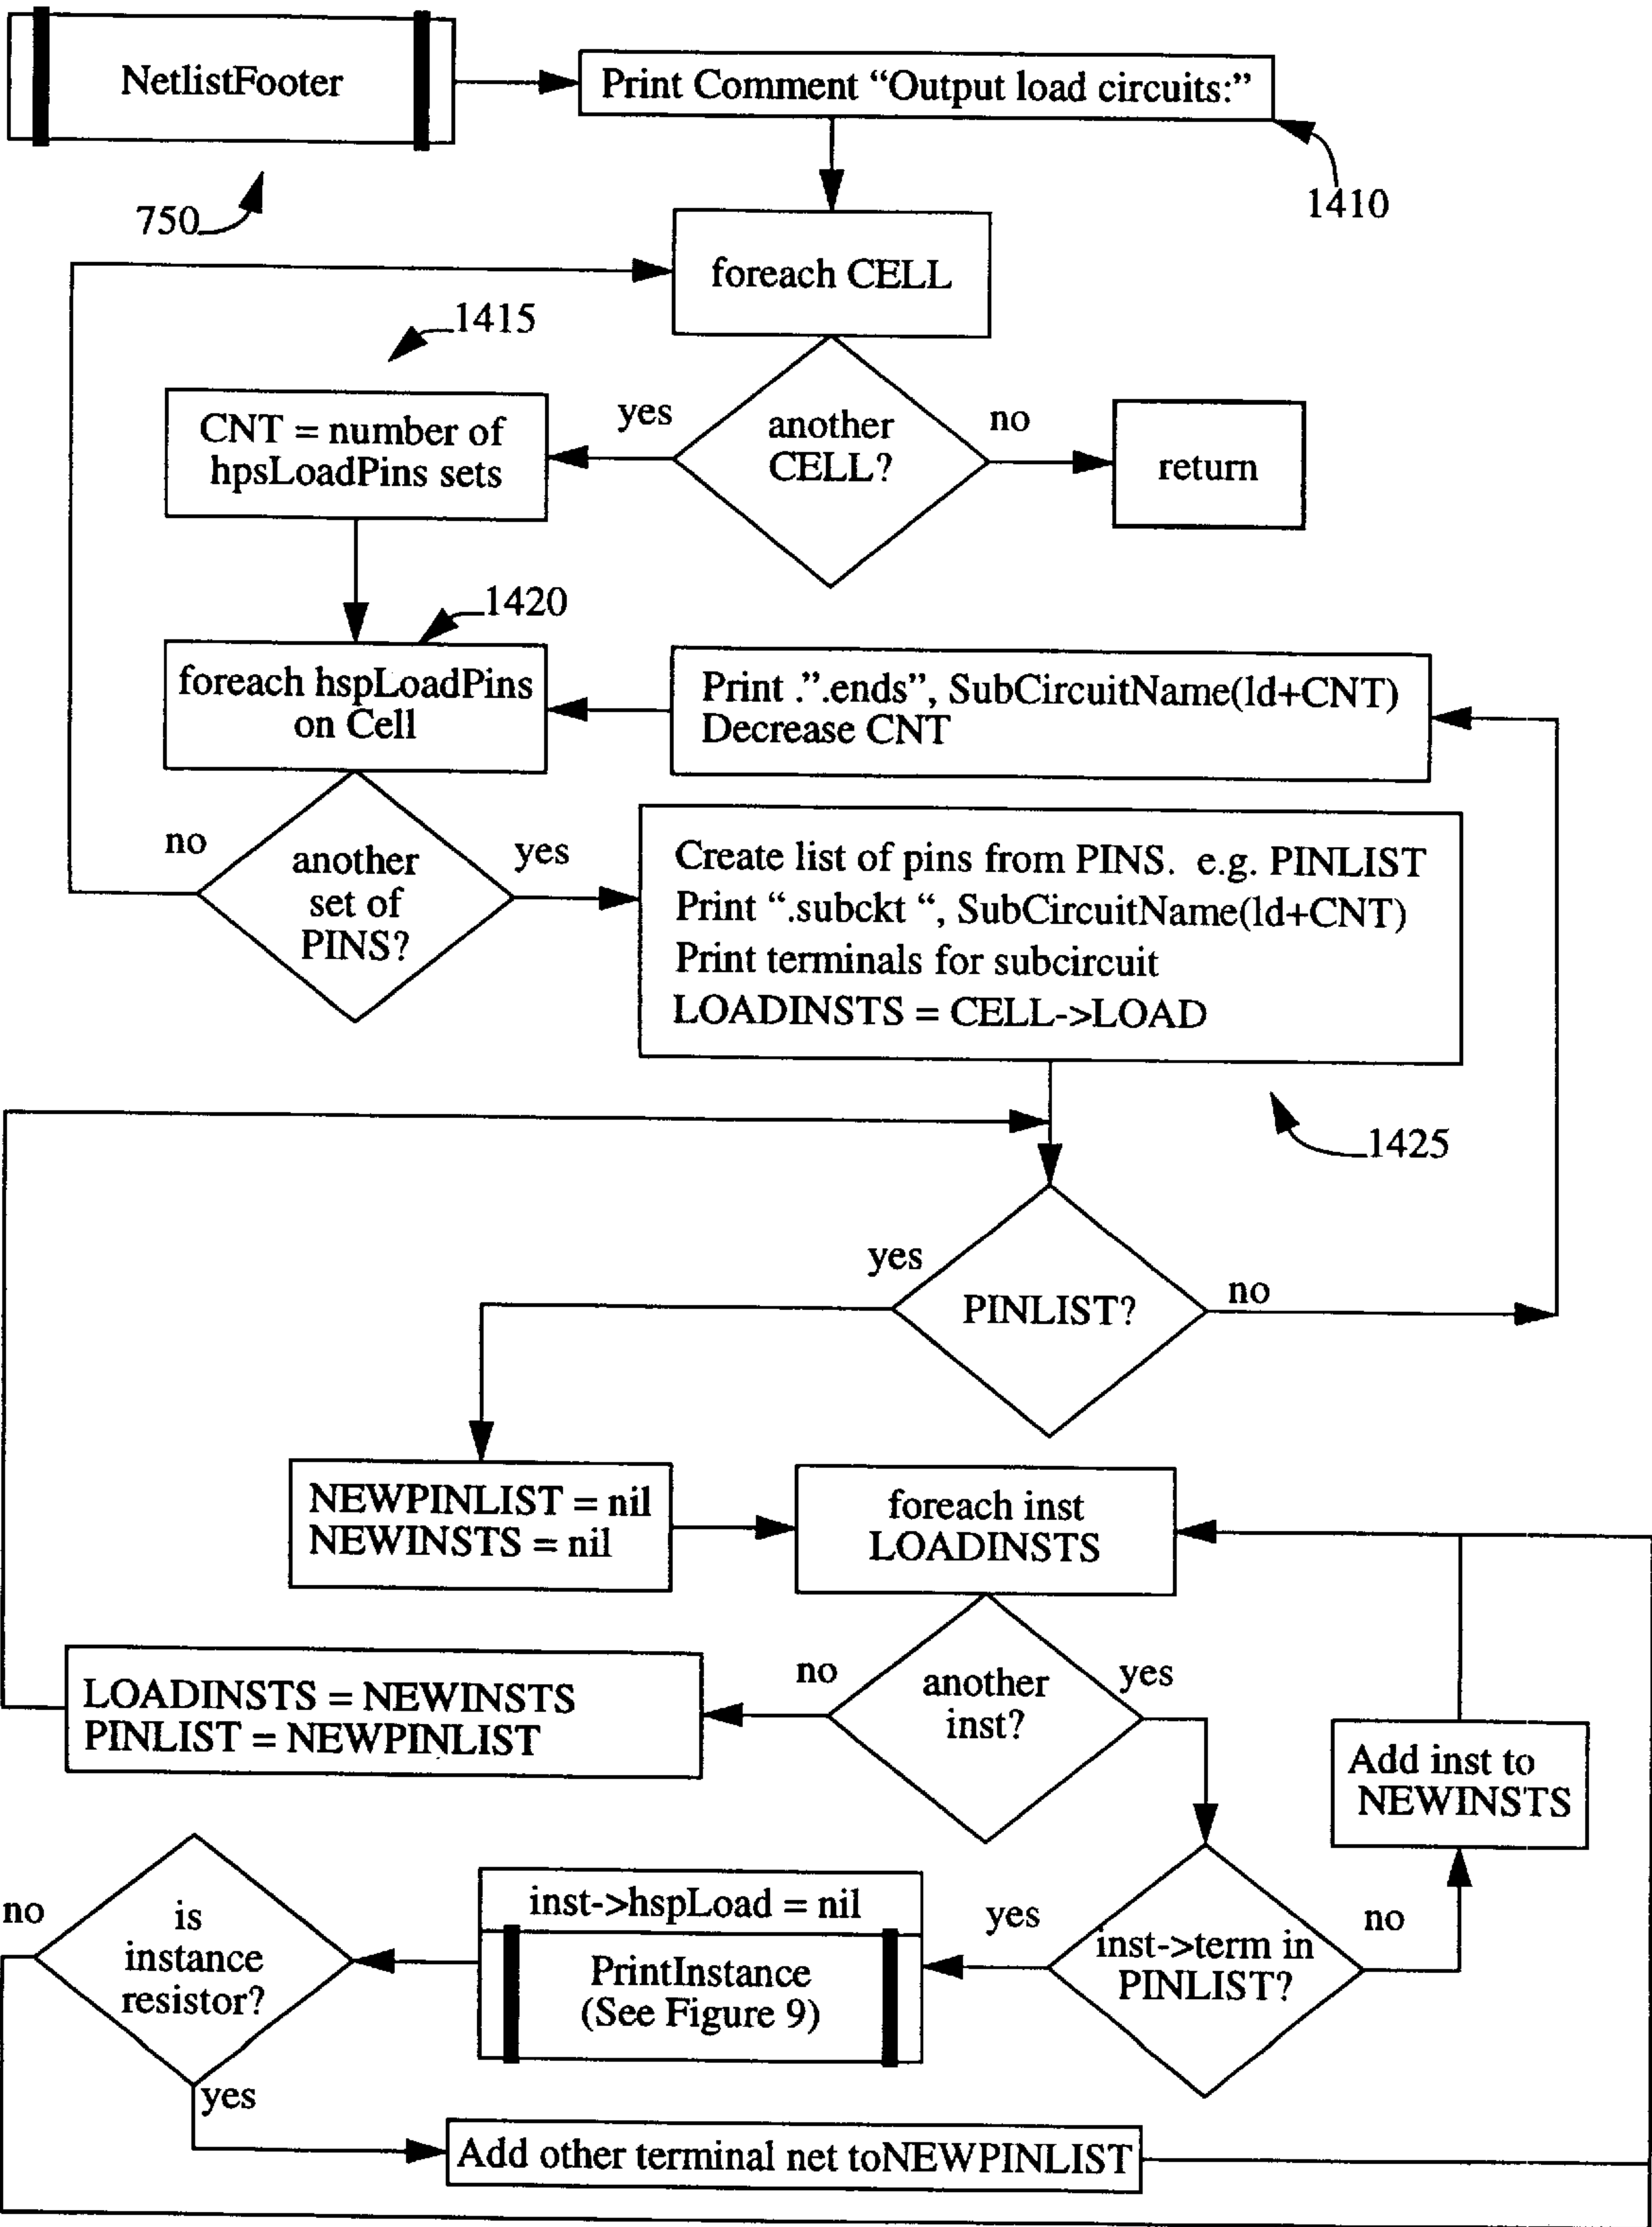 NetlistFooter
Print Comment “Output load circuits:”
750
1410
foreach CELL
1415
CNT = number of
hpsLoadPins sets
yes
another
CELL?
no
return
1420
foreach hspLoadPins
on Cell
Print .”.ends”, SubCircuitName(ld+CNT)
Decrease CNT
no
another
set of
PINS?
yes
Create list of pins from PINS. e.g. PINLIST
Print “.subckt “, SubCircuitName(ld+CNT)
Print terminals for subcircuit
LOADINSTS = CELL->LOAD
1425
yes
PINLIST?
no
NEWPINLIST = nil
NEWINSTS = nil
foreach inst
LOADINSTS
LOADINSTS = NEWINSTS
PINLIST = NEWPINLIST
no
another
inst?
yes
Add inst to
NEWINSTS
no
is
instance
resistor?
yes
inst->hspLoad = nil
PrintInstance
(See Figure 9)
yes
inst->term in
PINLIST?
no
Add other terminal net toNEWPINLIST